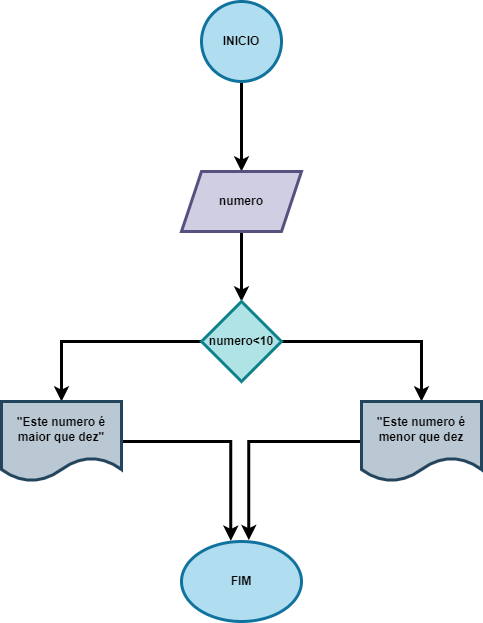 INICIO
numero
numero<10
"Este numero é
maior que dez"
"Este numero é
menor que dez
FIM